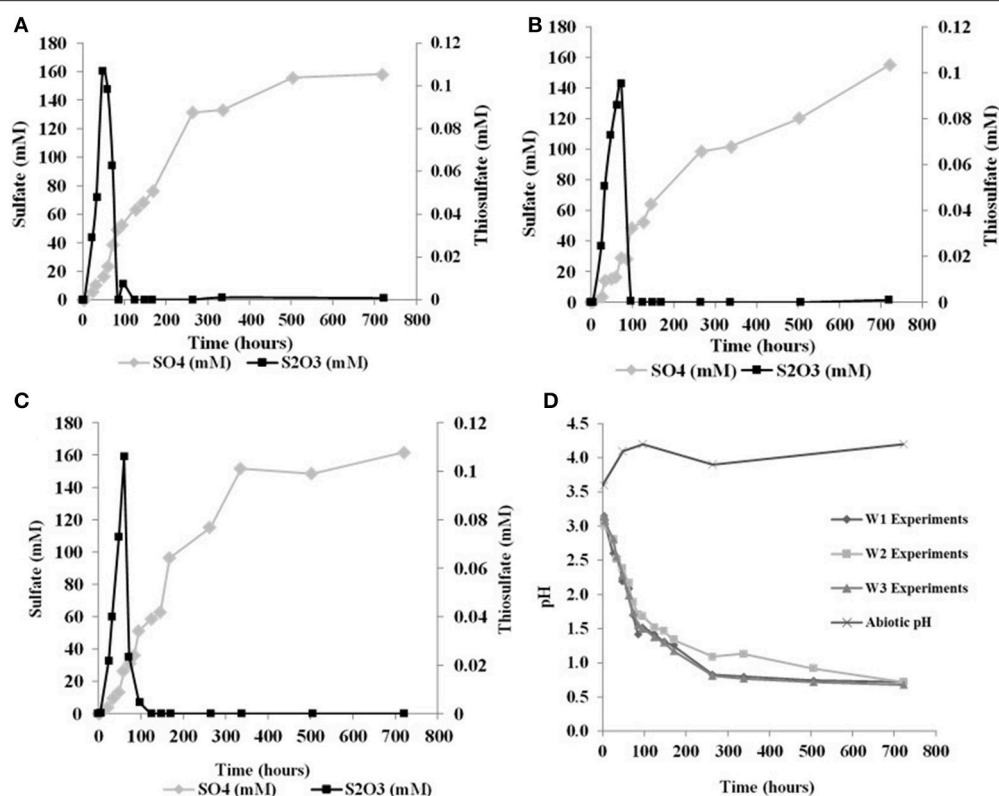 A
180
160
140
120
100
80
60
40
20
0
Sulfate (mM)
0.12
0.1
0.08
0.06
0.04
0.02
0
Thiosulfate (mM)
0 100 200 300 400 500 600 700 800
Time (hours)
SO4 (mM) S2O3 (mM)
B
180
160
140
120
100
80
60
40
20
0
Sulfate (mM)
0.12
0.1
0.08
0.06
0.04
0.02
0
Thiosulfate (mM)
0 100 200 300 400 500 600 700 800
Time (hours)
SO4 (mM) S2O3 (mM)
C
180
160
140
120
100
80
60
40
20
0
Sulfate (mM)
0.12
0.1
0.08
0.06
0.04
0.02
0
Thiosulfate (mM)
0 100 200 300 400 500 600 700 800
Time (hours)
SO4 (mM) S2O3 (mM)
D
4.5
4.0
3.5
3.0
2.5
2.0
1.5
1.0
0.5
0.0
pH
W1 Experiments
W2 Experiments
W3 Experiments
Abiotic pH
0 100 200 300 400 500 600 700 800
Time (hours)